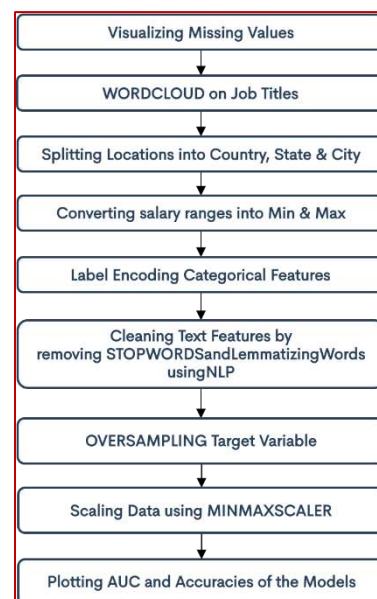 Visualizing Missing Values
WORDCLOUD on Job Titles
Splitting Locations into Country, State & City
Converting salary ranges into Min & Max
Label Encoding Categorical Features
Cleaning Text Features by
removing STOPWORDSandLemmatizingWords
usingNLP
OVERSAMPLING Target Variable
Scaling Data using MINMAXSCALER
Plotting AUC and Accuracies of the Models